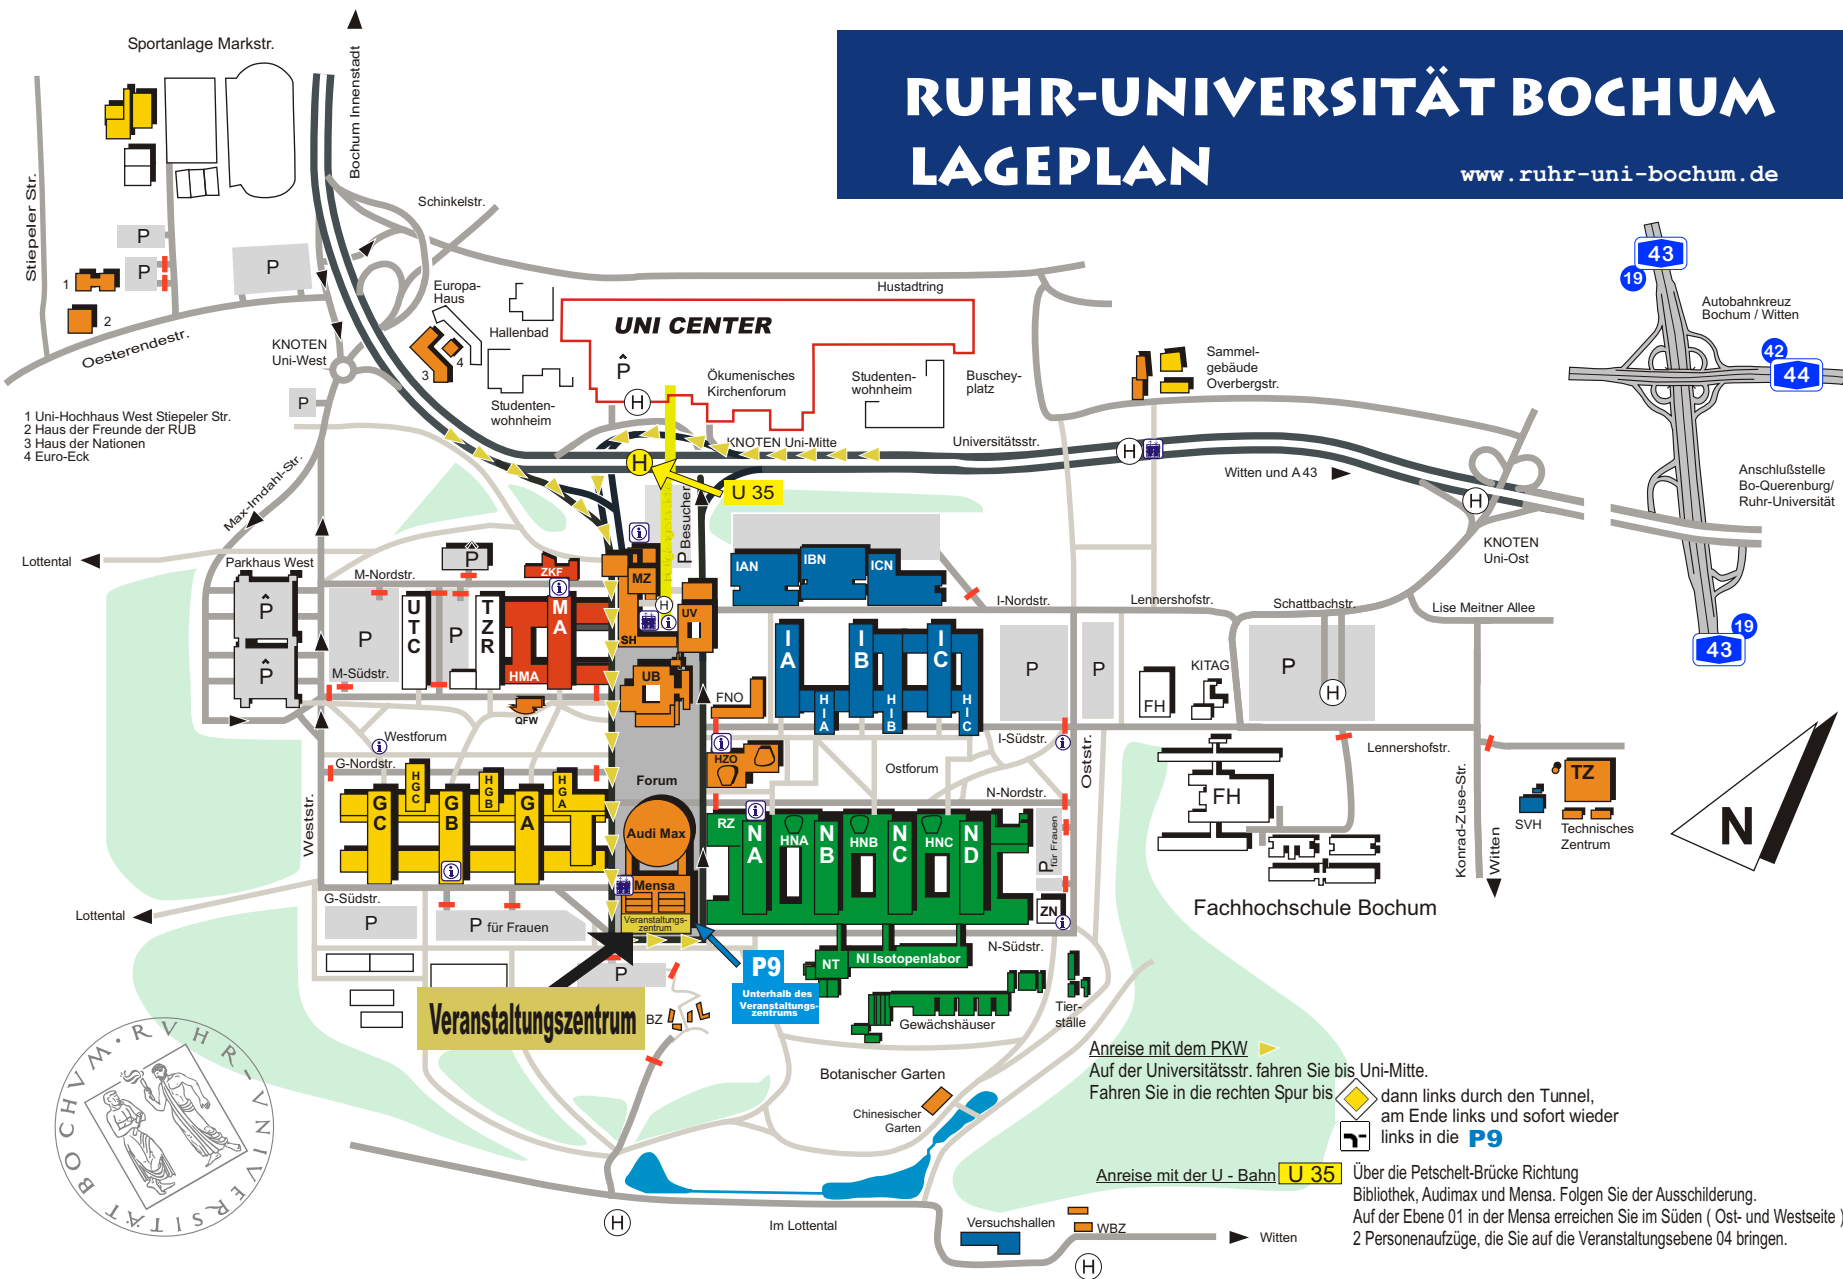 RUHR-UNIVERSITÄT BOCHUM
LAGEPLAN
www.ruhr-uni-bochum.de
Sportanlage Markstr.
Bochum Innenstadt
Stiepeler Str.
P
P
P
1
2
Oesterendestr.
Schinkelstr.
KNOTEN
Uni-West
P
1 Uni-Hochhaus West Stiepeler Str.
2 Haus der Freunde der RUB
3 Haus der Nationen
4 Euro-Eck
Europa-
Haus
Hallenbad
3
4
Studenten-
wohnheim
Hustadtring
UNI CENTER
P
H
Ökumenisches
Kirchenforum
Studenten-
wohnheim
Buschey-
platz
Sammel-
gebäude
Overbergstr.
KNOTEN Uni-Mitte
Universitätsstr.
H
H
U 35
Witten und A 43
H
KNOTEN
Uni-Ost
43
19
Autobahnkreuz
Bochum / Witten
42
44
Anschlußstelle
Bo-Querenburg/
Ruhr-Universität
19
43
Max-Imdahl-Str.
Lottental
Parkhaus West
P
P
M-Nordstr.
P
P
P
UTC
TZR
ZKF
MA
HMA
M-Südstr.
QFW
i
P Besucher
i
MZ
H
i
UV
SH
UB
FNO
IAN
IBN
ICN
I-Nordstr.
Lennershofstr.
Schattbachstr.
Lise Meitner Allee
IA
IB
IC
HIA
HIB
HIC
P
P
FH
KITAG
P
H
I-Südstr.
i
Westforum
i
G-Nordstr.
Weststr.
GC
HGC
GB
HGB
GA
HGA
i
Forum
Audi Max
Mensa
Veranstaltungs-
zentrum
i
HZO
Ostforum
Oststr.
N-Nordstr.
RZ
i
NA
HNA
NB
HNB
NC
HNC
ND
P für Frauen
ZN
i
Lennershofstr.
FH
Fachhochschule Bochum
Konrad-Zuse-Str.
Witten
SVH
TZ
Technisches
Zentrum
N
Lottental
G-Südstr.
P
P für Frauen
P
N-Südstr.
NT
NI Isotopenlabor
P9
Unterhalb des
Veranstaltungs-
zentrums
Veranstaltungszentrum
BZ
Gewächshäuser
Tier-
ställe
Botanischer Garten
Chinesischer
Garten
Anreise mit dem PKW
Auf der Universitätsstr. fahren Sie bis Uni-Mitte.
Fahren Sie in die rechten Spur bis
dann links durch den Tunnel,
am Ende links und sofort wieder
links in die P9
Anreise mit der U - Bahn U 35
Über die Petschelt-Brücke Richtung
Bibliothek, Audimax und Mensa. Folgen Sie der Ausschilderung.
Auf der Ebene 01 in der Mensa erreichen Sie im Süden ( Ost- und Westseite )
2 Personenaufzüge, die Sie auf die Veranstaltungsebene 04 bringen.
RVHR-VNIVERSITÄT BOCHVM
H
Im Lottental
Versuchshallen
WBZ
Witten
H